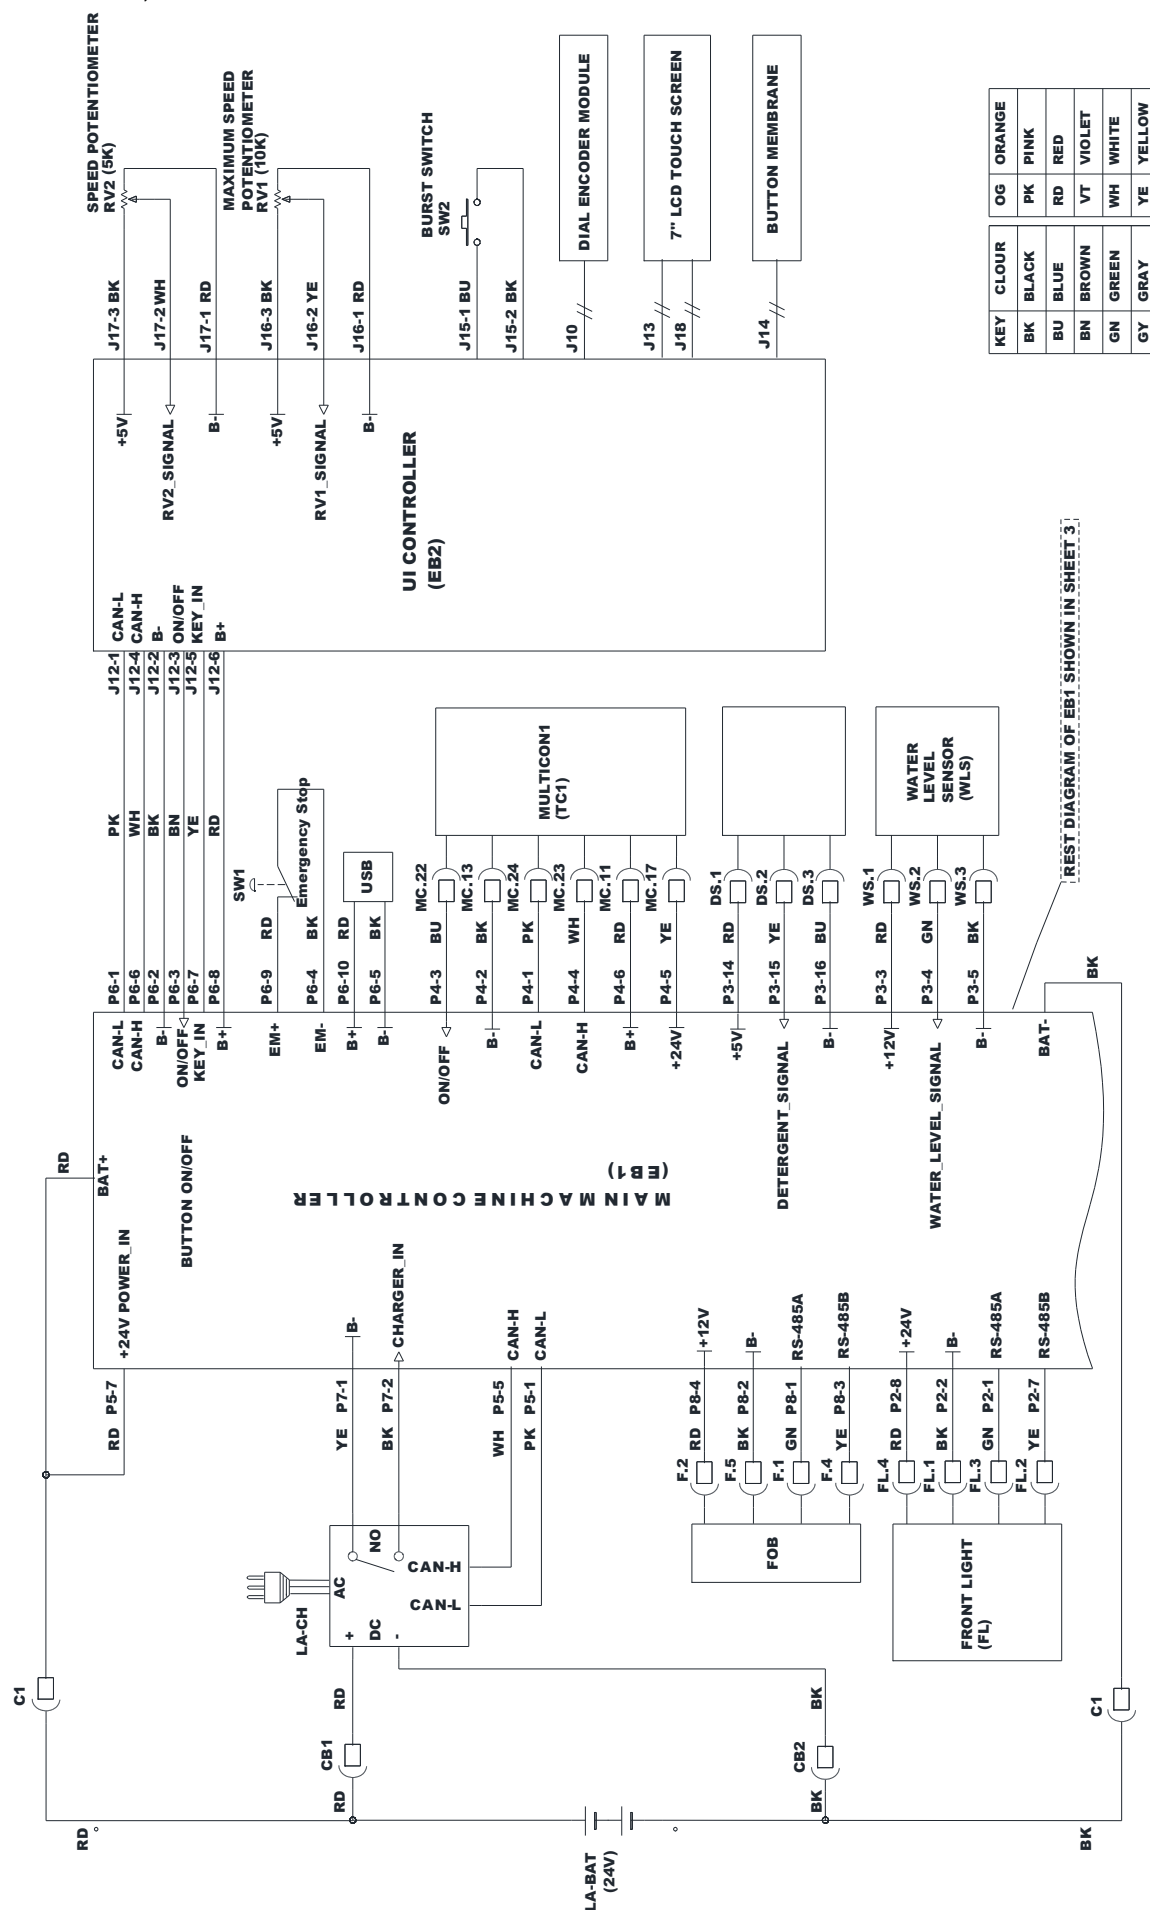 SPEED POTENTIOMETER
RV2 (5K)
MAXIMUM SPEED
POTENTIOMETER
RV1 (10K)
BURST SWITCH
SW2
DIAL ENCODER MODULE
7" LCD TOUCH SCREEN
BUTTON MEMBRANE
J17-3 BK
J17-2 WH
J17-1 RD
J16-3 BK
J16-2 YE
J16-1 RD
J15-1 BU
J15-2 BK
J10
J13
J18
J14
KEY CLOUR OG ORANGE
BK BLACK PK PINK
BU BLUE RD RED
BN BROWN VT VIOLET
GN GREEN WH WHITE
GY GRAY YE YELLOW
+5V
RV2_SIGNAL
B-
+5V
RV1_SIGNAL
B-
UI CONTROLLER
(EB2)
CAN-L
CAN-H
B-
ON/OFF
KEY_IN
B+
J12-1
J12-4
J12-2
J12-3
J12-5
J12-6
PK
WH
BK
BN
YE
RD
P6-1
P6-6
P6-2
P6-3
P6-7
P6-8
SW1
Emergency Stop
RD
BK
P6-9
P6-4
USB
RD
BK
P6-10
P6-5
MULTICON1
(TC1)
MC.22
MC.13
MC.24
MC.23
MC.11
MC.17
BU
BK
PK
WH
RD
YE
P4-3
P4-2
P4-1
P4-4
P4-6
P4-5
DS.1
DS.2
DS.3
RD
YE
BU
P3-14
P3-15
P3-16
WATER
LEVEL
SENSOR
(WLS)
WS.1
WS.2
WS.3
RD
GN
BK
P3-3
P3-4
P3-5
REST DIAGRAM OF EB1 SHOWN IN SHEET 3
BK
CAN-L
CAN-H
B-
ON/OFF
KEY_IN
B+
EM+
EM-
B+
B-
ON/OFF
B-
CAN-L
CAN-H
B+
+24V
+5V
DETERGENT_SIGNAL
B-
+12V
WATER_LEVEL_SIGNAL
B-
BAT-
RD
BAT+
BUTTON ON/OFF
MAIN MACHINE CONTROLLER
(EB1)
+24V POWER_IN
B-
CHARGER_IN
CAN-H
CAN-L
+12V
B-
RS-485A
RS-485B
+24V
B-
RS-485A
RS-485B
RD P5-7
YE P7-1
BK P7-2
WH P5-5
PK P5-1
RD P8-4
BK P8-2
GN P8-1
YE P8-3
RD P2-8
BK P2-2
GN P2-1
YE P2-7
F.2
F.5
F.1
F.4
FL.4
FL.1
FL.3
FL.2
FOB
FRONT LIGHT
(FL)
LA-CH
AC
NO
CAN-H
CAN-L
+
DC
-
C1
RD
CB1
RD
BK
CB2
BK
C1
RD
LA-BAT
(24V)
BK